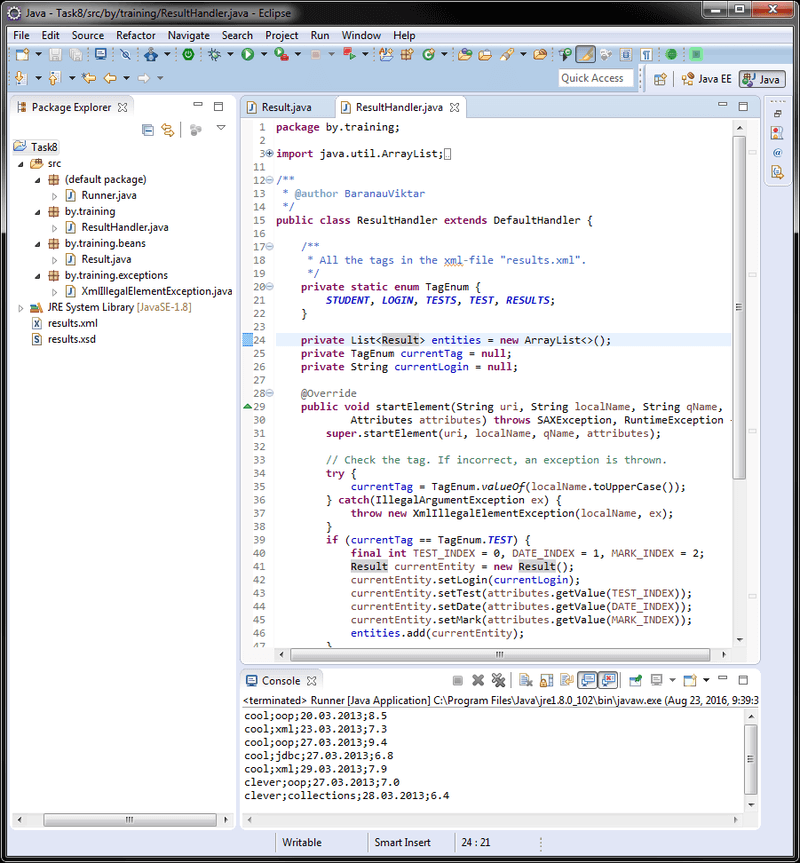 Java - Task8/src/by/training/ResultHandler.java - Eclipse
File Edit Source Refactor Navigate Search Project Run Window Help
Quick Access
Java EE
Java
Package Explorer
Task8
src
(default package)
Runner.java
by.training
ResultHandler.java
by.training.beans
Result.java
by.training.exceptions
XmlIllegalElementException.java
JRE System Library [JavaSE-1.8]
results.xml
results.xsd
Result.java
ResultHandler.java
1 package by.training;
2
3 import java.util.ArrayList;
11
12 /**
13 * @author BaranauViktar
14 */
15 public class ResultHandler extends DefaultHandler {
16
17 /**
18 * All the tags in the xml-file "results.xml".
19 */
20 private static enum TagEnum {
21 STUDENT, LOGIN, TESTS, TEST, RESULTS;
22 }
23
24 private List<Result> entities = new ArrayList<>();
25 private TagEnum currentTag = null;
26 private String currentLogin = null;
27
28 @Override
29 public void startElement(String uri, String localName, String qName,
30 Attributes attributes) throws SAXException, RuntimeException
31 super.startElement(uri, localName, qName, attributes);
32
33 // Check the tag. If incorrect, an exception is thrown.
34 try {
35 currentTag = TagEnum.valueOf(localName.toUpperCase());
36 } catch(IllegalArgumentException ex) {
37 throw new XmlIllegalElementException(localName, ex);
38 }
39 if (currentTag == TagEnum.TEST) {
40 final int TEST_INDEX = 0, DATE_INDEX = 1, MARK_INDEX = 2;
41 Result currentEntity = new Result();
42 currentEntity.setLogin(currentLogin);
43 currentEntity.setTest(attributes.getValue(TEST_INDEX));
44 currentEntity.setDate(attributes.getValue(DATE_INDEX));
45 currentEntity.setMark(attributes.getValue(MARK_INDEX));
46 entities.add(currentEntity);
47 }
Console
<terminated> Runner [Java Application] C:\Program Files\Java\jre1.8.0_102\bin\javaw.exe (Aug 23, 2016, 9:39:3
cool;oop;20.03.2013;8.5
cool;xml;23.03.2013;7.3
cool;oop;27.03.2013;9.4
cool;jdbc;27.03.2013;6.8
cool;xml;29.03.2013;7.9
clever;oop;27.03.2013;7.0
clever;collections;28.03.2013;6.4
Writable
Smart Insert
24 : 21